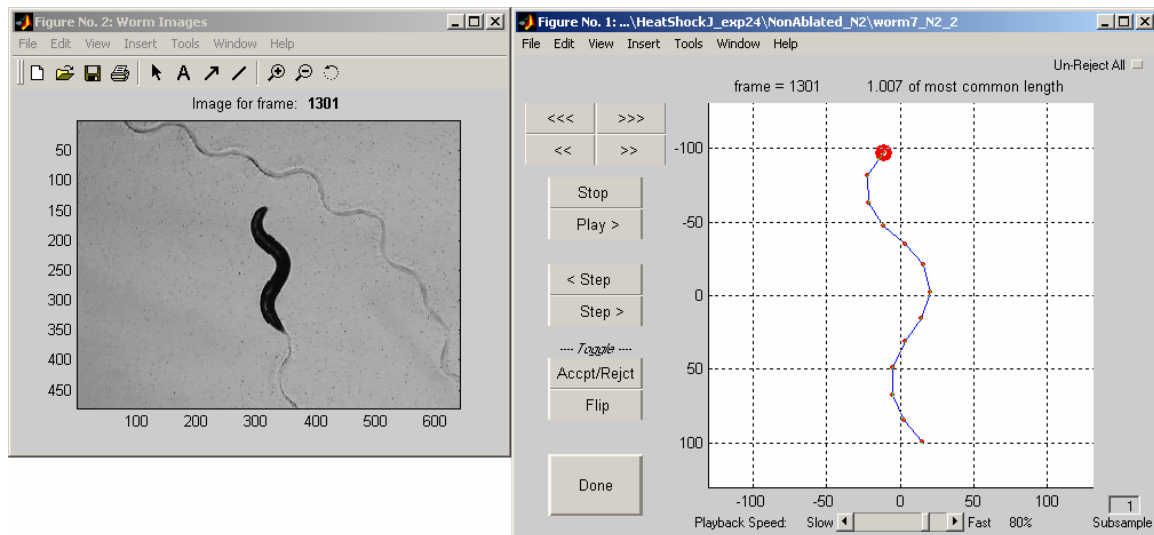 Figure No. 2: Worm Images
File Edit View Insert Tools Window Help
Image for frame: 1301
50
100
150
200
250
300
350
400
450
100 200 300 400 500 600
Figure No. 1: ...\HeatShockJ_exp24\NonAblated_N2\worm7_N2_2
File Edit View Insert Tools Window Help
Un-Reject All
frame = 1301 1.007 of most common length
<<< >>>
<< >>
Stop
Play >
< Step
Step >
---- Toggle ----
Accpt/Rejct
Flip
Done
-100
-50
0
50
100
-100 -50 0 50 100
Playback Speed: Slow Fast 80% 1
Subsample